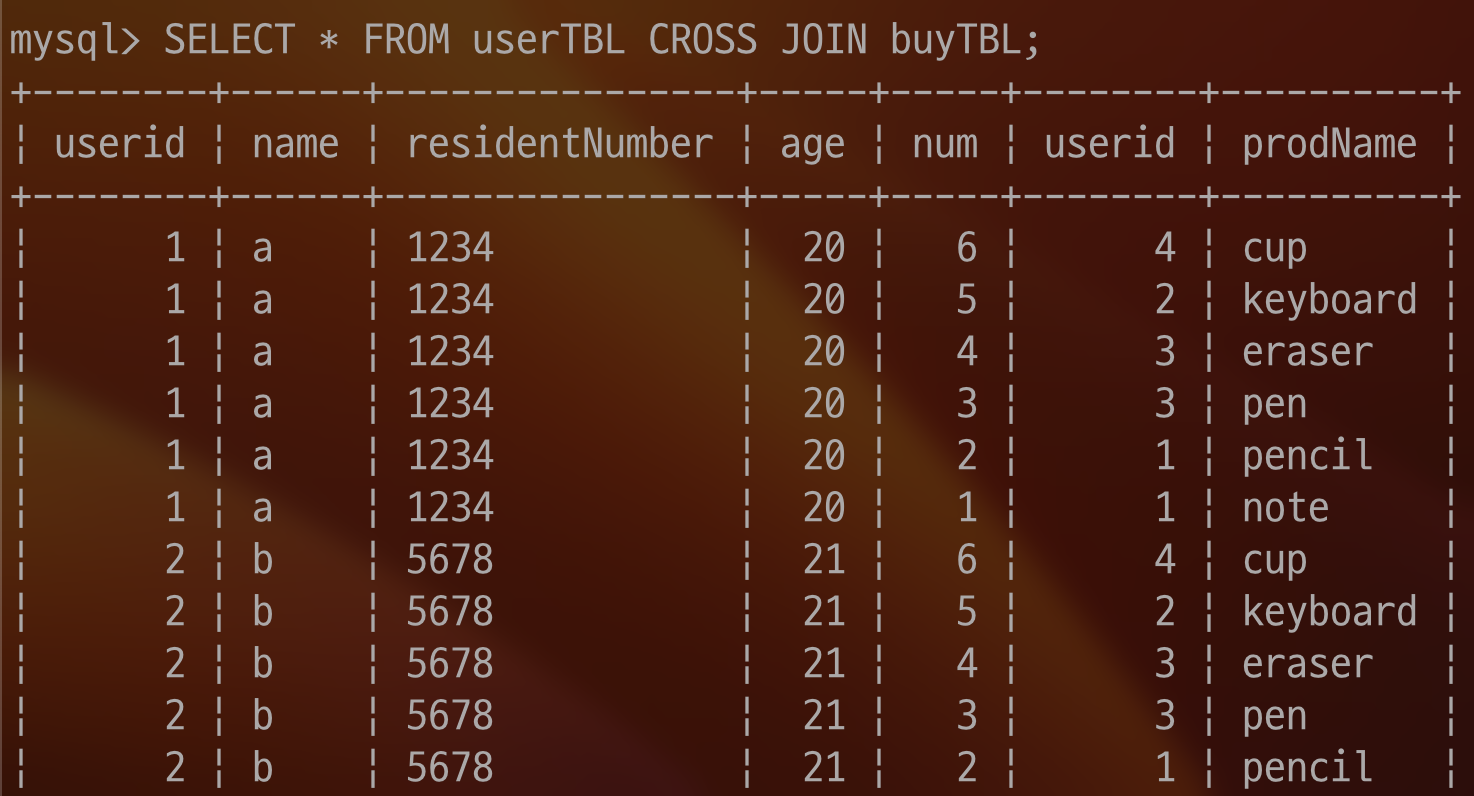 mysql> SELECT * FROM userTBL CROSS JOIN buyTBL;
+--------+------+----------------+-----+-----+--------+----------+
| userid | name | residentNumber | age | num | userid | prodName |
+--------+------+----------------+-----+-----+--------+----------+
|      1 | a    | 1234           |  20 |   6 |      4 | cup      |
|      1 | a    | 1234           |  20 |   5 |      2 | keyboard |
|      1 | a    | 1234           |  20 |   4 |      3 | eraser   |
|      1 | a    | 1234           |  20 |   3 |      3 | pen      |
|      1 | a    | 1234           |  20 |   2 |      1 | pencil   |
|      1 | a    | 1234           |  20 |   1 |      1 | note     |
|      2 | b    | 5678           |  21 |   6 |      4 | cup      |
|      2 | b    | 5678           |  21 |   5 |      2 | keyboard |
|      2 | b    | 5678           |  21 |   4 |      3 | eraser   |
|      2 | b    | 5678           |  21 |   3 |      3 | pen      |
|      2 | b    | 5678           |  21 |   2 |      1 | pencil   |